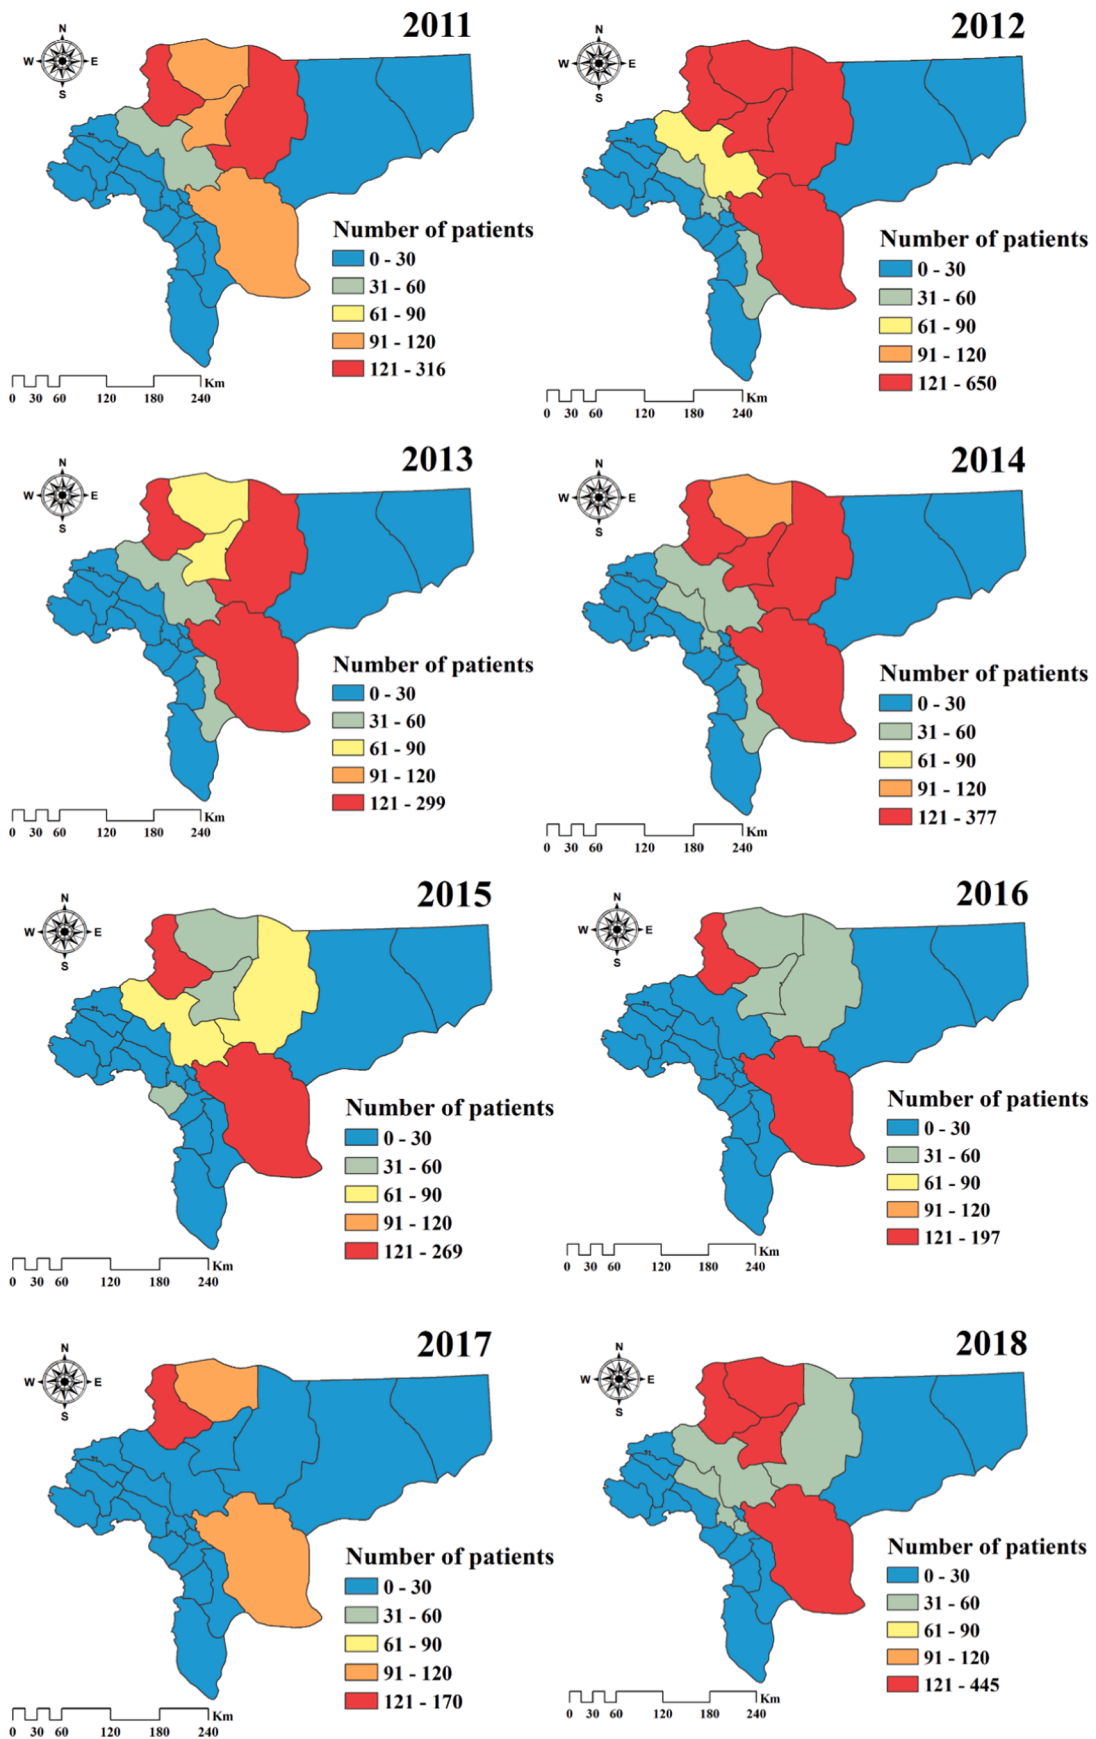 2011
N
W E
S
Number of patients
0 - 30
31 - 60
61 - 90
91 - 120
121 - 316
Km
0 30 60 120 180 240
2012
N
W E
S
Number of patients
0 - 30
31 - 60
61 - 90
91 - 120
121 - 650
Km
0 30 60 120 180 240
2013
N
W E
S
Number of patients
0 - 30
31 - 60
61 - 90
91 - 120
121 - 299
Km
0 30 60 120 180 240
2014
N
W E
S
Number of patients
0 - 30
31 - 60
61 - 90
91 - 120
121 - 377
Km
0 30 60 120 180 240
2015
N
W E
S
Number of patients
0 - 30
31 - 60
61 - 90
91 - 120
121 - 269
Km
0 30 60 120 180 240
2016
N
W E
S
Number of patients
0 - 30
31 - 60
61 - 90
91 - 120
121 - 197
Km
0 30 60 120 180 240
2017
N
W E
S
Number of patients
0 - 30
31 - 60
61 - 90
91 - 120
121 - 170
Km
0 30 60 120 180 240
2018
N
W E
S
Number of patients
0 - 30
31 - 60
61 - 90
91 - 120
121 - 445
Km
0 30 60 120 180 240